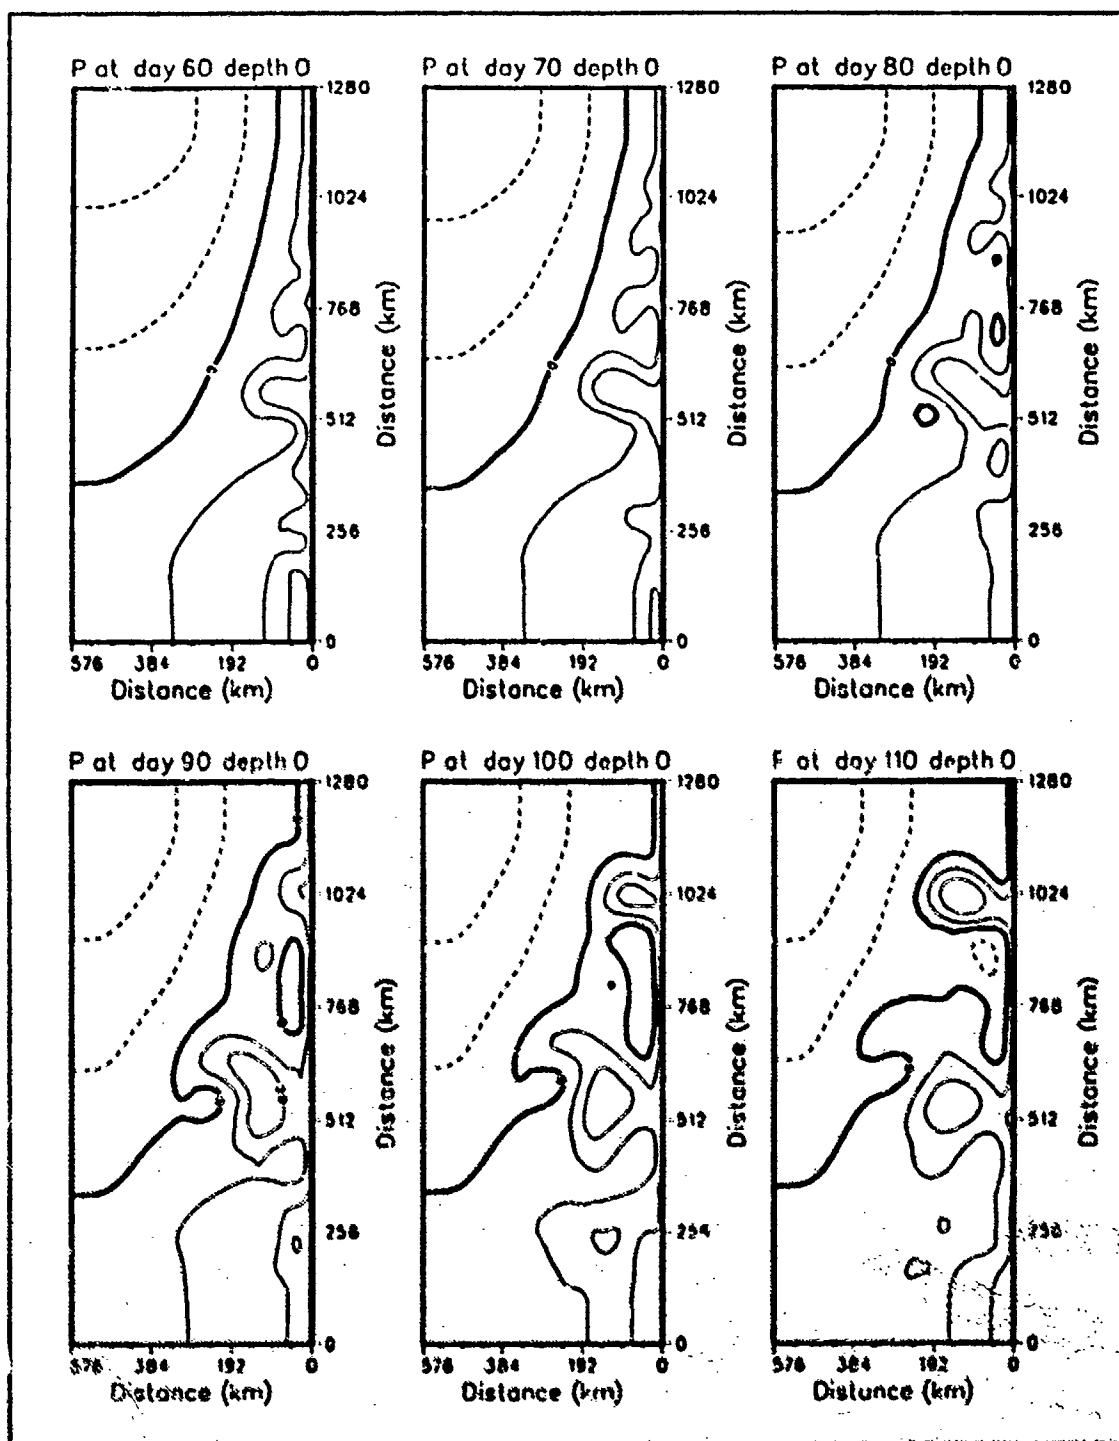 P at day 60 depth 0
1280
1024
768
512
256
0
Distance (km)
576 384 192 0
Distance (km)
P at day 70 depth 0
1280
1024
768
512
256
0
Distance (km)
576 384 192 0
Distance (km)
P at day 80 depth 0
1280
1024
768
512
256
0
Distance (km)
576 384 192 0
Distance (km)
P at day 90 depth 0
1280
1024
768
512
256
0
Distance (km)
576 384 192 0
Distance (km)
P at day 100 depth 0
1280
1024
768
512
254
0
Distance (km)
576 384 192 0
Distance (km)
P at day 110 depth 0
1280
1024
768
512
256
0
Distance (km)
576 384 192 0
Distance (km)